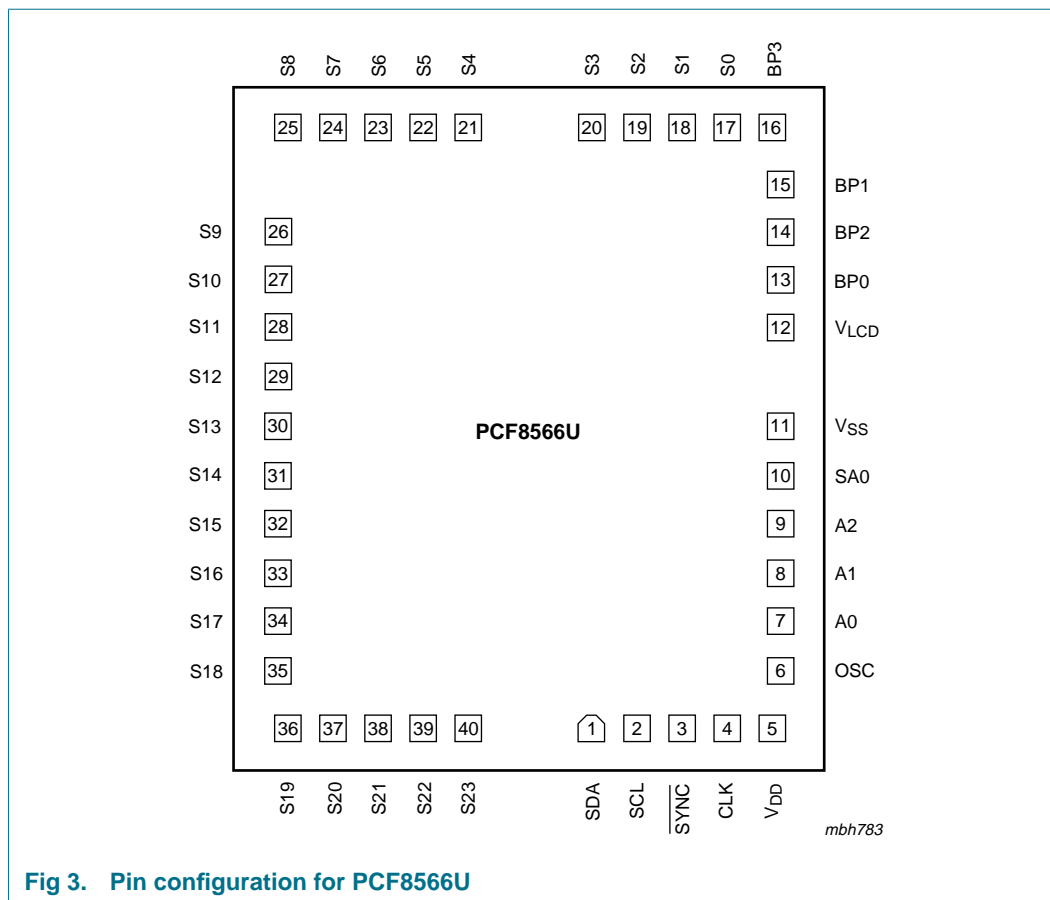 S8 S7 S6 S5 S4 S3 S2 S1 S0 BP3
25 24 23 22 21 20 19 18 17 16
15 BP1
S9 26 14 BP2
S10 27 13 BP0
S11 28 12 VLCD
S12 29
S13 30 PCF8566U 11 VSS
S14 31 10 SA0
S15 32 9 A2
S16 33 8 A1
S17 34 7 A0
S18 35 6 OSC
36 37 38 39 40 1 2 3 4 5
S19 S20 S21 S22 S23 SDA SCL SYNC CLK VDD
mbh783
Fig 3. Pin configuration for PCF8566U